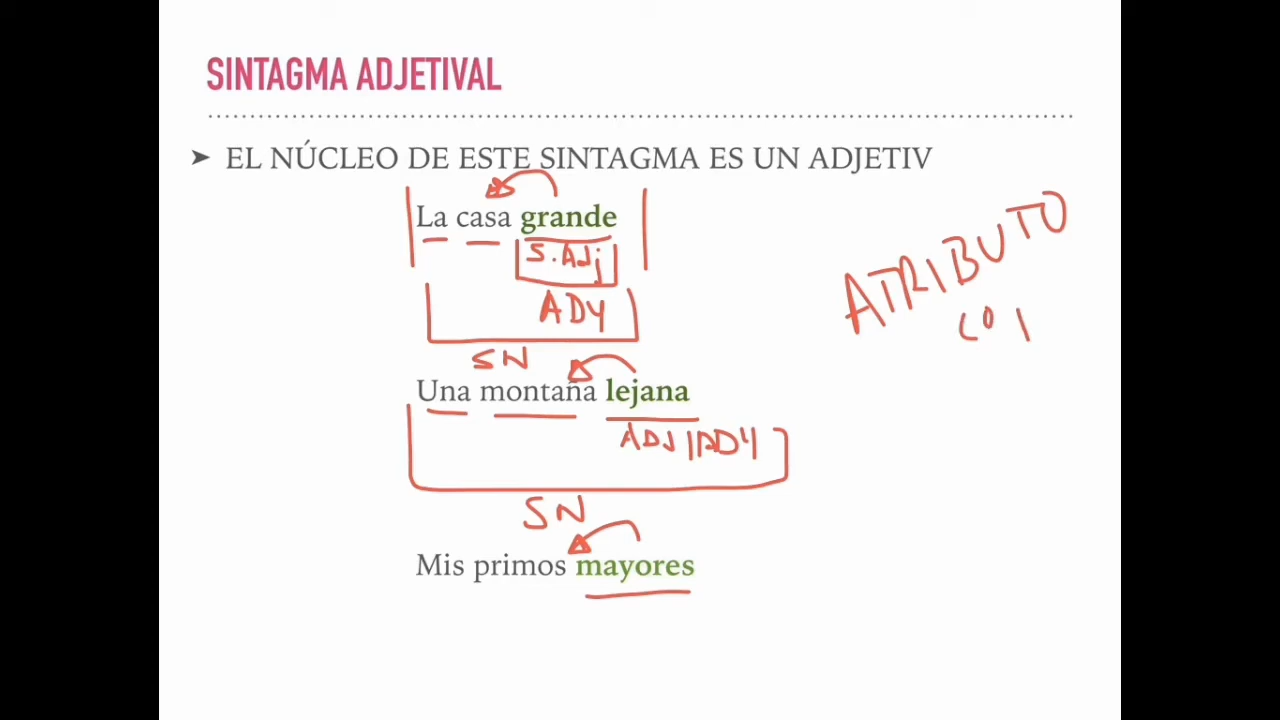 SINTAGMA ADJETIVAL
➤ EL NÚCLEO DE ESTE SINTAGMA ES UN ADJETIV
La casa grande
S. Adj
ADY
SN
ATRIBUTO
Una montaña lejana
ADJ/ADY
SN
Mis primos mayores